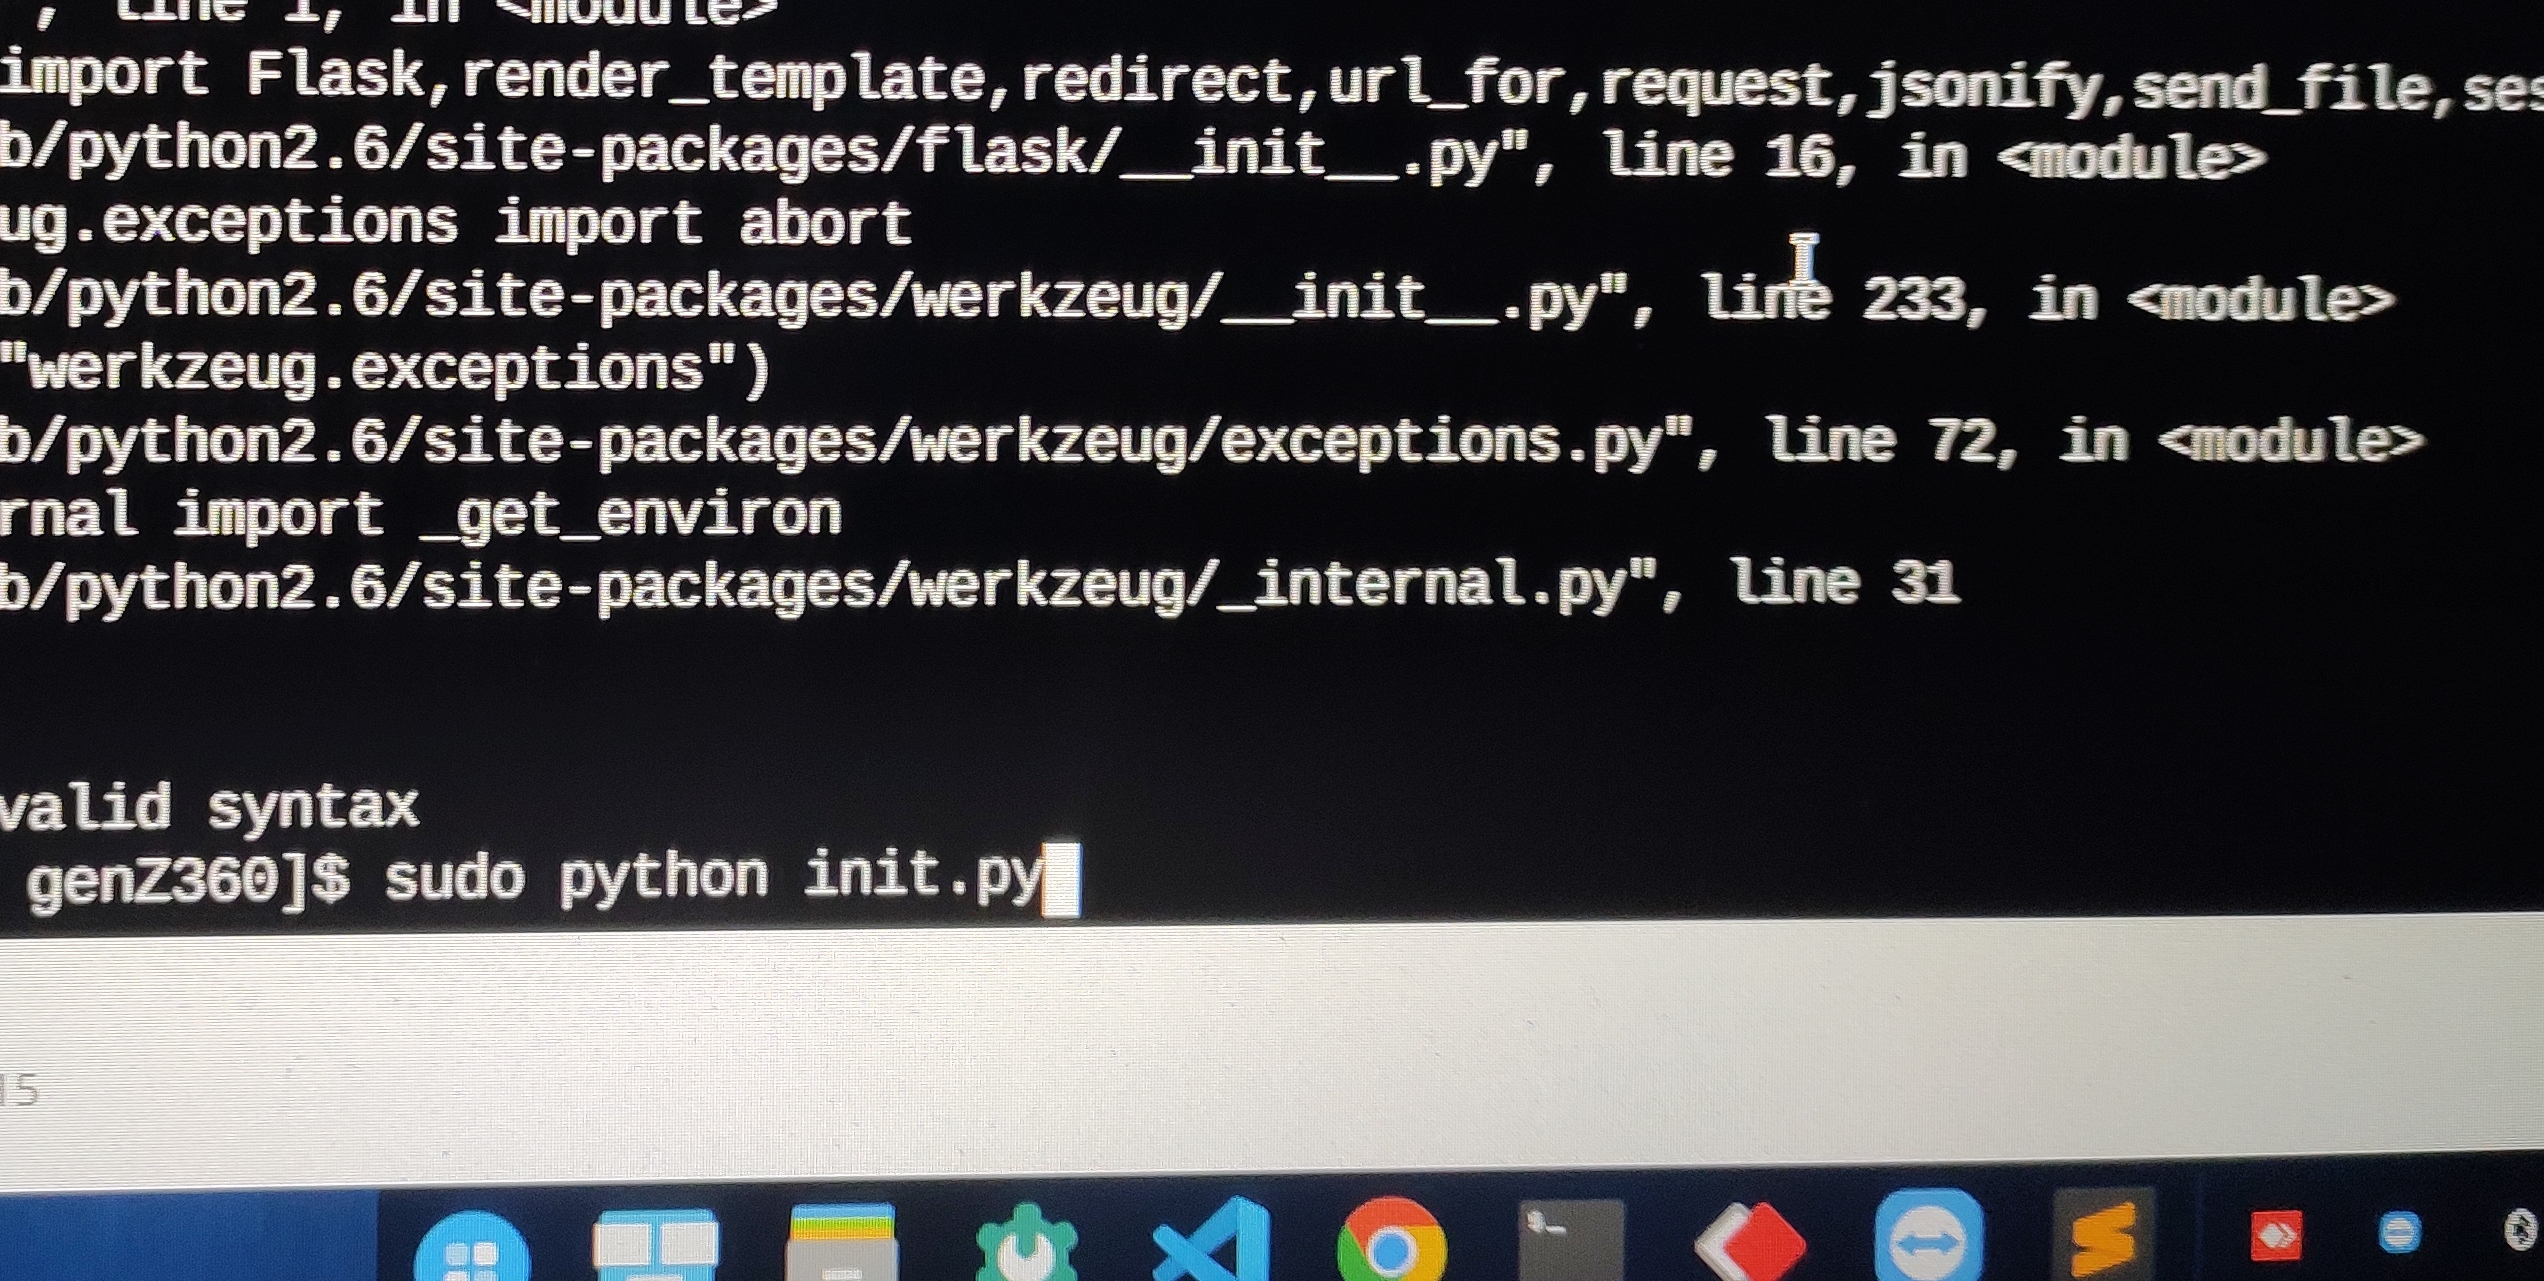 , line 1, in <module>
import Flask,render_template,redirect,url_for,request,jsonify,send_file,ses
b/python2.6/site-packages/flask/__init__.py", line 16, in <module>
ug.exceptions import abort
b/python2.6/site-packages/werkzeug/__init__.py", line 233, in <module>
"werkzeug.exceptions")
b/python2.6/site-packages/werkzeug/exceptions.py", line 72, in <module>
rnal import _get_environ
b/python2.6/site-packages/werkzeug/_internal.py", line 31
valid syntax
genZ360]$ sudo python init.py
15